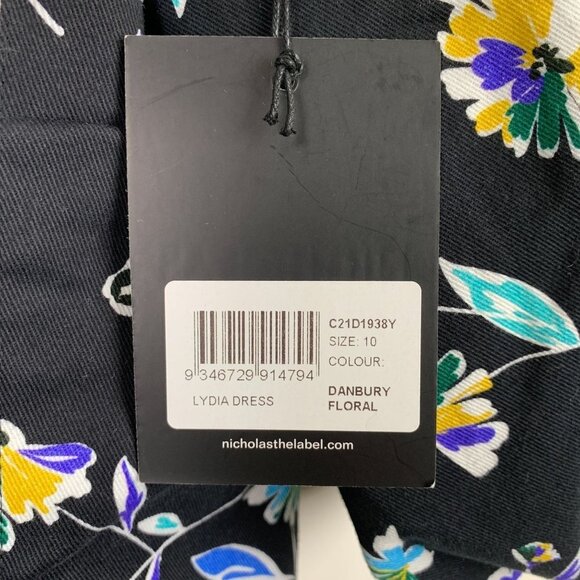 C21D1938Y
SIZE: 10
COLOUR:
9 346729 914794
LYDIA DRESS
DANBURY
FLORAL
nicholasthelabel.com